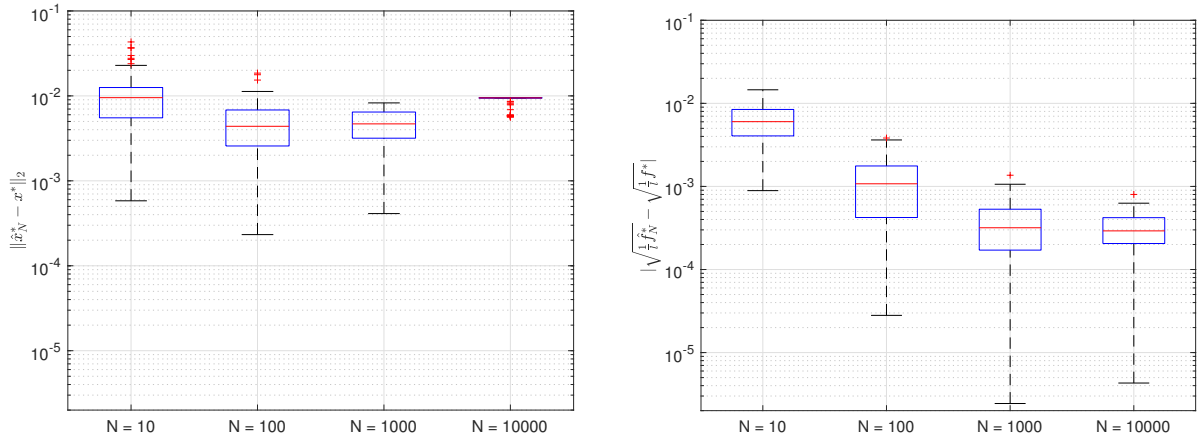 10^-1
10^-2
10^-3
10^-4
10^-5
||x̂*_N − x*||_2
N = 10
N = 100
N = 1000
N = 10000
10^-1
10^-2
10^-3
10^-4
10^-5
|√(1/l f̂*_N) − √(1/l f*)|
N = 10
N = 100
N = 1000
N = 10000